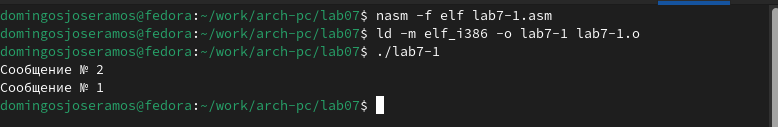 domingosjoseramos@fedora:~/work/arch-pc/lab07$ nasm -f elf lab7-1.asm
domingosjoseramos@fedora:~/work/arch-pc/lab07$ ld -m elf_i386 -o lab7-1 lab7-1.o
domingosjoseramos@fedora:~/work/arch-pc/lab07$ ./lab7-1
Сообщение № 2
Сообщение № 1
domingosjoseramos@fedora:~/work/arch-pc/lab07$